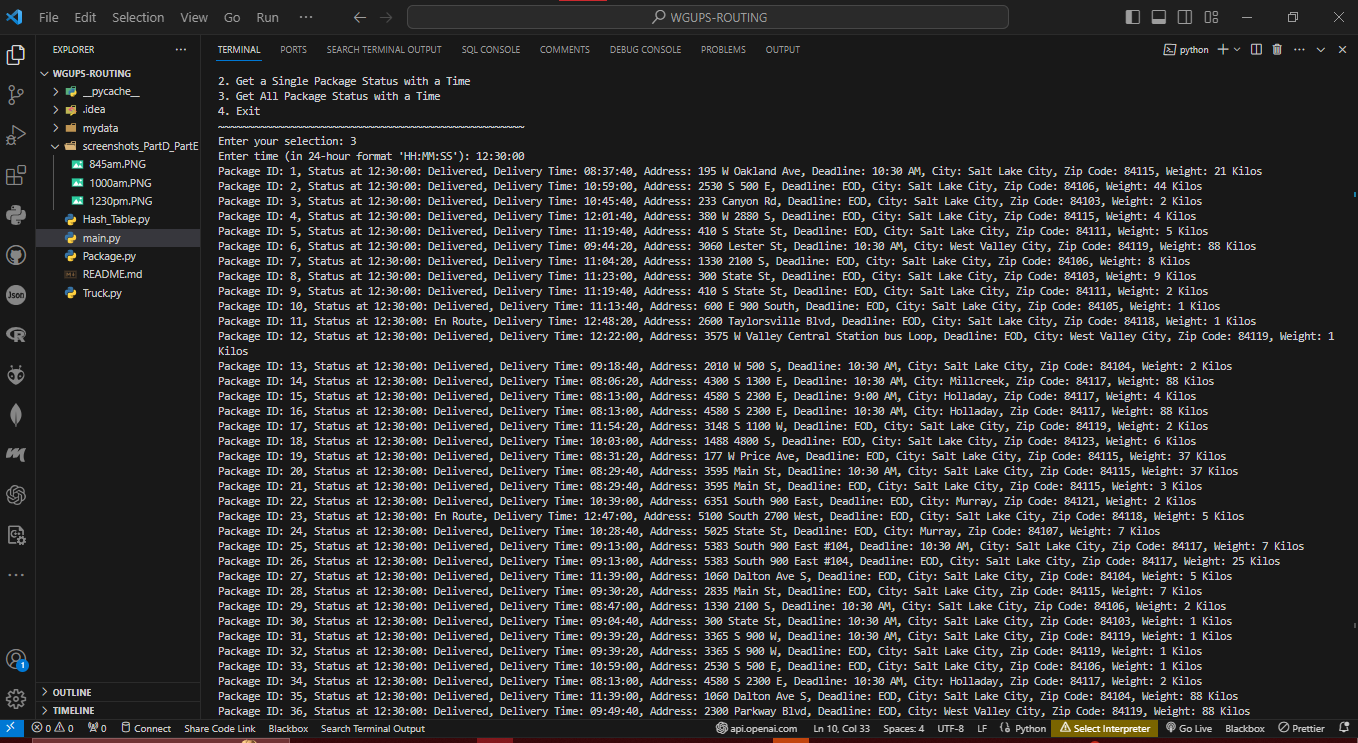 File Edit Selection View Go Run ··· WGUPS-ROUTING
EXPLORER ···
WGUPS-ROUTING
__pycache__
.idea
mydata
screenshots_PartD_PartE
845am.PNG
1000am.PNG
1230pm.PNG
Hash_Table.py
main.py
Package.py
README.md
Truck.py
OUTLINE
TIMELINE
TERMINAL PORTS SEARCH TERMINAL OUTPUT SQL CONSOLE COMMENTS DEBUG CONSOLE PROBLEMS OUTPUT python
2. Get a Single Package Status with a Time
3. Get All Package Status with a Time
4. Exit
~~~~~~~~~~~~~~~~~~~~~~~~~~~~~~~~~~~~~~~~~~~~~~~~~~~
Enter your selection: 3
Enter time (in 24-hour format 'HH:MM:SS'): 12:30:00
Package ID: 1, Status at 12:30:00: Delivered, Delivery Time: 08:37:40, Address: 195 W Oakland Ave, Deadline: 10:30 AM, City: Salt Lake City, Zip Code: 84115, Weight: 21 Kilos
Package ID: 2, Status at 12:30:00: Delivered, Delivery Time: 10:59:00, Address: 2530 S 500 E, Deadline: EOD, City: Salt Lake City, Zip Code: 84106, Weight: 44 Kilos
Package ID: 3, Status at 12:30:00: Delivered, Delivery Time: 10:45:40, Address: 233 Canyon Rd, Deadline: EOD, City: Salt Lake City, Zip Code: 84103, Weight: 2 Kilos
Package ID: 4, Status at 12:30:00: Delivered, Delivery Time: 12:01:40, Address: 380 W 2880 S, Deadline: EOD, City: Salt Lake City, Zip Code: 84115, Weight: 4 Kilos
Package ID: 5, Status at 12:30:00: Delivered, Delivery Time: 11:19:40, Address: 410 S State St, Deadline: EOD, City: Salt Lake City, Zip Code: 84111, Weight: 5 Kilos
Package ID: 6, Status at 12:30:00: Delivered, Delivery Time: 09:44:20, Address: 3060 Lester St, Deadline: 10:30 AM, City: West Valley City, Zip Code: 84119, Weight: 88 Kilos
Package ID: 7, Status at 12:30:00: Delivered, Delivery Time: 11:04:20, Address: 1330 2100 S, Deadline: EOD, City: Salt Lake City, Zip Code: 84106, Weight: 8 Kilos
Package ID: 8, Status at 12:30:00: Delivered, Delivery Time: 11:23:00, Address: 300 State St, Deadline: EOD, City: Salt Lake City, Zip Code: 84103, Weight: 9 Kilos
Package ID: 9, Status at 12:30:00: Delivered, Delivery Time: 11:19:40, Address: 410 S State St, Deadline: EOD, City: Salt Lake City, Zip Code: 84111, Weight: 2 Kilos
Package ID: 10, Status at 12:30:00: Delivered, Delivery Time: 11:13:40, Address: 600 E 900 South, Deadline: EOD, City: Salt Lake City, Zip Code: 84105, Weight: 1 Kilos
Package ID: 11, Status at 12:30:00: En Route, Delivery Time: 12:48:20, Address: 2600 Taylorsville Blvd, Deadline: EOD, City: Salt Lake City, Zip Code: 84118, Weight: 1 Kilos
Package ID: 12, Status at 12:30:00: Delivered, Delivery Time: 12:22:00, Address: 3575 W Valley Central Station bus Loop, Deadline: EOD, City: West Valley City, Zip Code: 84119, Weight: 1
Kilos
Package ID: 13, Status at 12:30:00: Delivered, Delivery Time: 09:18:40, Address: 2010 W 500 S, Deadline: 10:30 AM, City: Salt Lake City, Zip Code: 84104, Weight: 2 Kilos
Package ID: 14, Status at 12:30:00: Delivered, Delivery Time: 08:06:20, Address: 4300 S 1300 E, Deadline: 10:30 AM, City: Millcreek, Zip Code: 84117, Weight: 88 Kilos
Package ID: 15, Status at 12:30:00: Delivered, Delivery Time: 08:13:00, Address: 4580 S 2300 E, Deadline: 9:00 AM, City: Holladay, Zip Code: 84117, Weight: 4 Kilos
Package ID: 16, Status at 12:30:00: Delivered, Delivery Time: 08:13:00, Address: 4580 S 2300 E, Deadline: 10:30 AM, City: Holladay, Zip Code: 84117, Weight: 88 Kilos
Package ID: 17, Status at 12:30:00: Delivered, Delivery Time: 11:54:20, Address: 3148 S 1100 W, Deadline: EOD, City: Salt Lake City, Zip Code: 84119, Weight: 2 Kilos
Package ID: 18, Status at 12:30:00: Delivered, Delivery Time: 10:03:00, Address: 1488 4800 S, Deadline: EOD, City: Salt Lake City, Zip Code: 84123, Weight: 6 Kilos
Package ID: 19, Status at 12:30:00: Delivered, Delivery Time: 08:31:20, Address: 177 W Price Ave, Deadline: EOD, City: Salt Lake City, Zip Code: 84115, Weight: 37 Kilos
Package ID: 20, Status at 12:30:00: Delivered, Delivery Time: 08:29:40, Address: 3595 Main St, Deadline: 10:30 AM, City: Salt Lake City, Zip Code: 84115, Weight: 37 Kilos
Package ID: 21, Status at 12:30:00: Delivered, Delivery Time: 08:29:40, Address: 3595 Main St, Deadline: EOD, City: Salt Lake City, Zip Code: 84115, Weight: 3 Kilos
Package ID: 22, Status at 12:30:00: Delivered, Delivery Time: 10:39:00, Address: 6351 South 900 East, Deadline: EOD, City: Murray, Zip Code: 84121, Weight: 2 Kilos
Package ID: 23, Status at 12:30:00: En Route, Delivery Time: 12:47:00, Address: 5100 South 2700 West, Deadline: EOD, City: Salt Lake City, Zip Code: 84118, Weight: 5 Kilos
Package ID: 24, Status at 12:30:00: Delivered, Delivery Time: 10:28:40, Address: 5025 State St, Deadline: EOD, City: Murray, Zip Code: 84107, Weight: 7 Kilos
Package ID: 25, Status at 12:30:00: Delivered, Delivery Time: 09:13:00, Address: 5383 South 900 East #104, Deadline: 10:30 AM, City: Salt Lake City, Zip Code: 84117, Weight: 7 Kilos
Package ID: 26, Status at 12:30:00: Delivered, Delivery Time: 09:13:00, Address: 5383 South 900 East #104, Deadline: EOD, City: Salt Lake City, Zip Code: 84117, Weight: 25 Kilos
Package ID: 27, Status at 12:30:00: Delivered, Delivery Time: 11:39:00, Address: 1060 Dalton Ave S, Deadline: EOD, City: Salt Lake City, Zip Code: 84104, Weight: 5 Kilos
Package ID: 28, Status at 12:30:00: Delivered, Delivery Time: 09:30:20, Address: 2835 Main St, Deadline: EOD, City: Salt Lake City, Zip Code: 84115, Weight: 7 Kilos
Package ID: 29, Status at 12:30:00: Delivered, Delivery Time: 08:47:00, Address: 1330 2100 S, Deadline: 10:30 AM, City: Salt Lake City, Zip Code: 84106, Weight: 2 Kilos
Package ID: 30, Status at 12:30:00: Delivered, Delivery Time: 09:04:40, Address: 300 State St, Deadline: 10:30 AM, City: Salt Lake City, Zip Code: 84103, Weight: 1 Kilos
Package ID: 31, Status at 12:30:00: Delivered, Delivery Time: 09:39:20, Address: 3365 S 900 W, Deadline: 10:30 AM, City: Salt Lake City, Zip Code: 84119, Weight: 1 Kilos
Package ID: 32, Status at 12:30:00: Delivered, Delivery Time: 09:39:20, Address: 3365 S 900 W, Deadline: EOD, City: Salt Lake City, Zip Code: 84119, Weight: 1 Kilos
Package ID: 33, Status at 12:30:00: Delivered, Delivery Time: 10:59:00, Address: 2530 S 500 E, Deadline: EOD, City: Salt Lake City, Zip Code: 84106, Weight: 1 Kilos
Package ID: 34, Status at 12:30:00: Delivered, Delivery Time: 08:13:00, Address: 4580 S 2300 E, Deadline: 10:30 AM, City: Holladay, Zip Code: 84117, Weight: 2 Kilos
Package ID: 35, Status at 12:30:00: Delivered, Delivery Time: 11:39:00, Address: 1060 Dalton Ave S, Deadline: EOD, City: Salt Lake City, Zip Code: 84104, Weight: 88 Kilos
Package ID: 36, Status at 12:30:00: Delivered, Delivery Time: 09:49:40, Address: 2300 Parkway Blvd, Deadline: EOD, City: West Valley City, Zip Code: 84119, Weight: 88 Kilos
Json
1
0 0 0 Connect Share Code Link Blackbox Search Terminal Output api.openai.com Ln 10, Col 33 Spaces: 4 UTF-8 LF Python Select Interpreter Go Live Blackbox Prettier